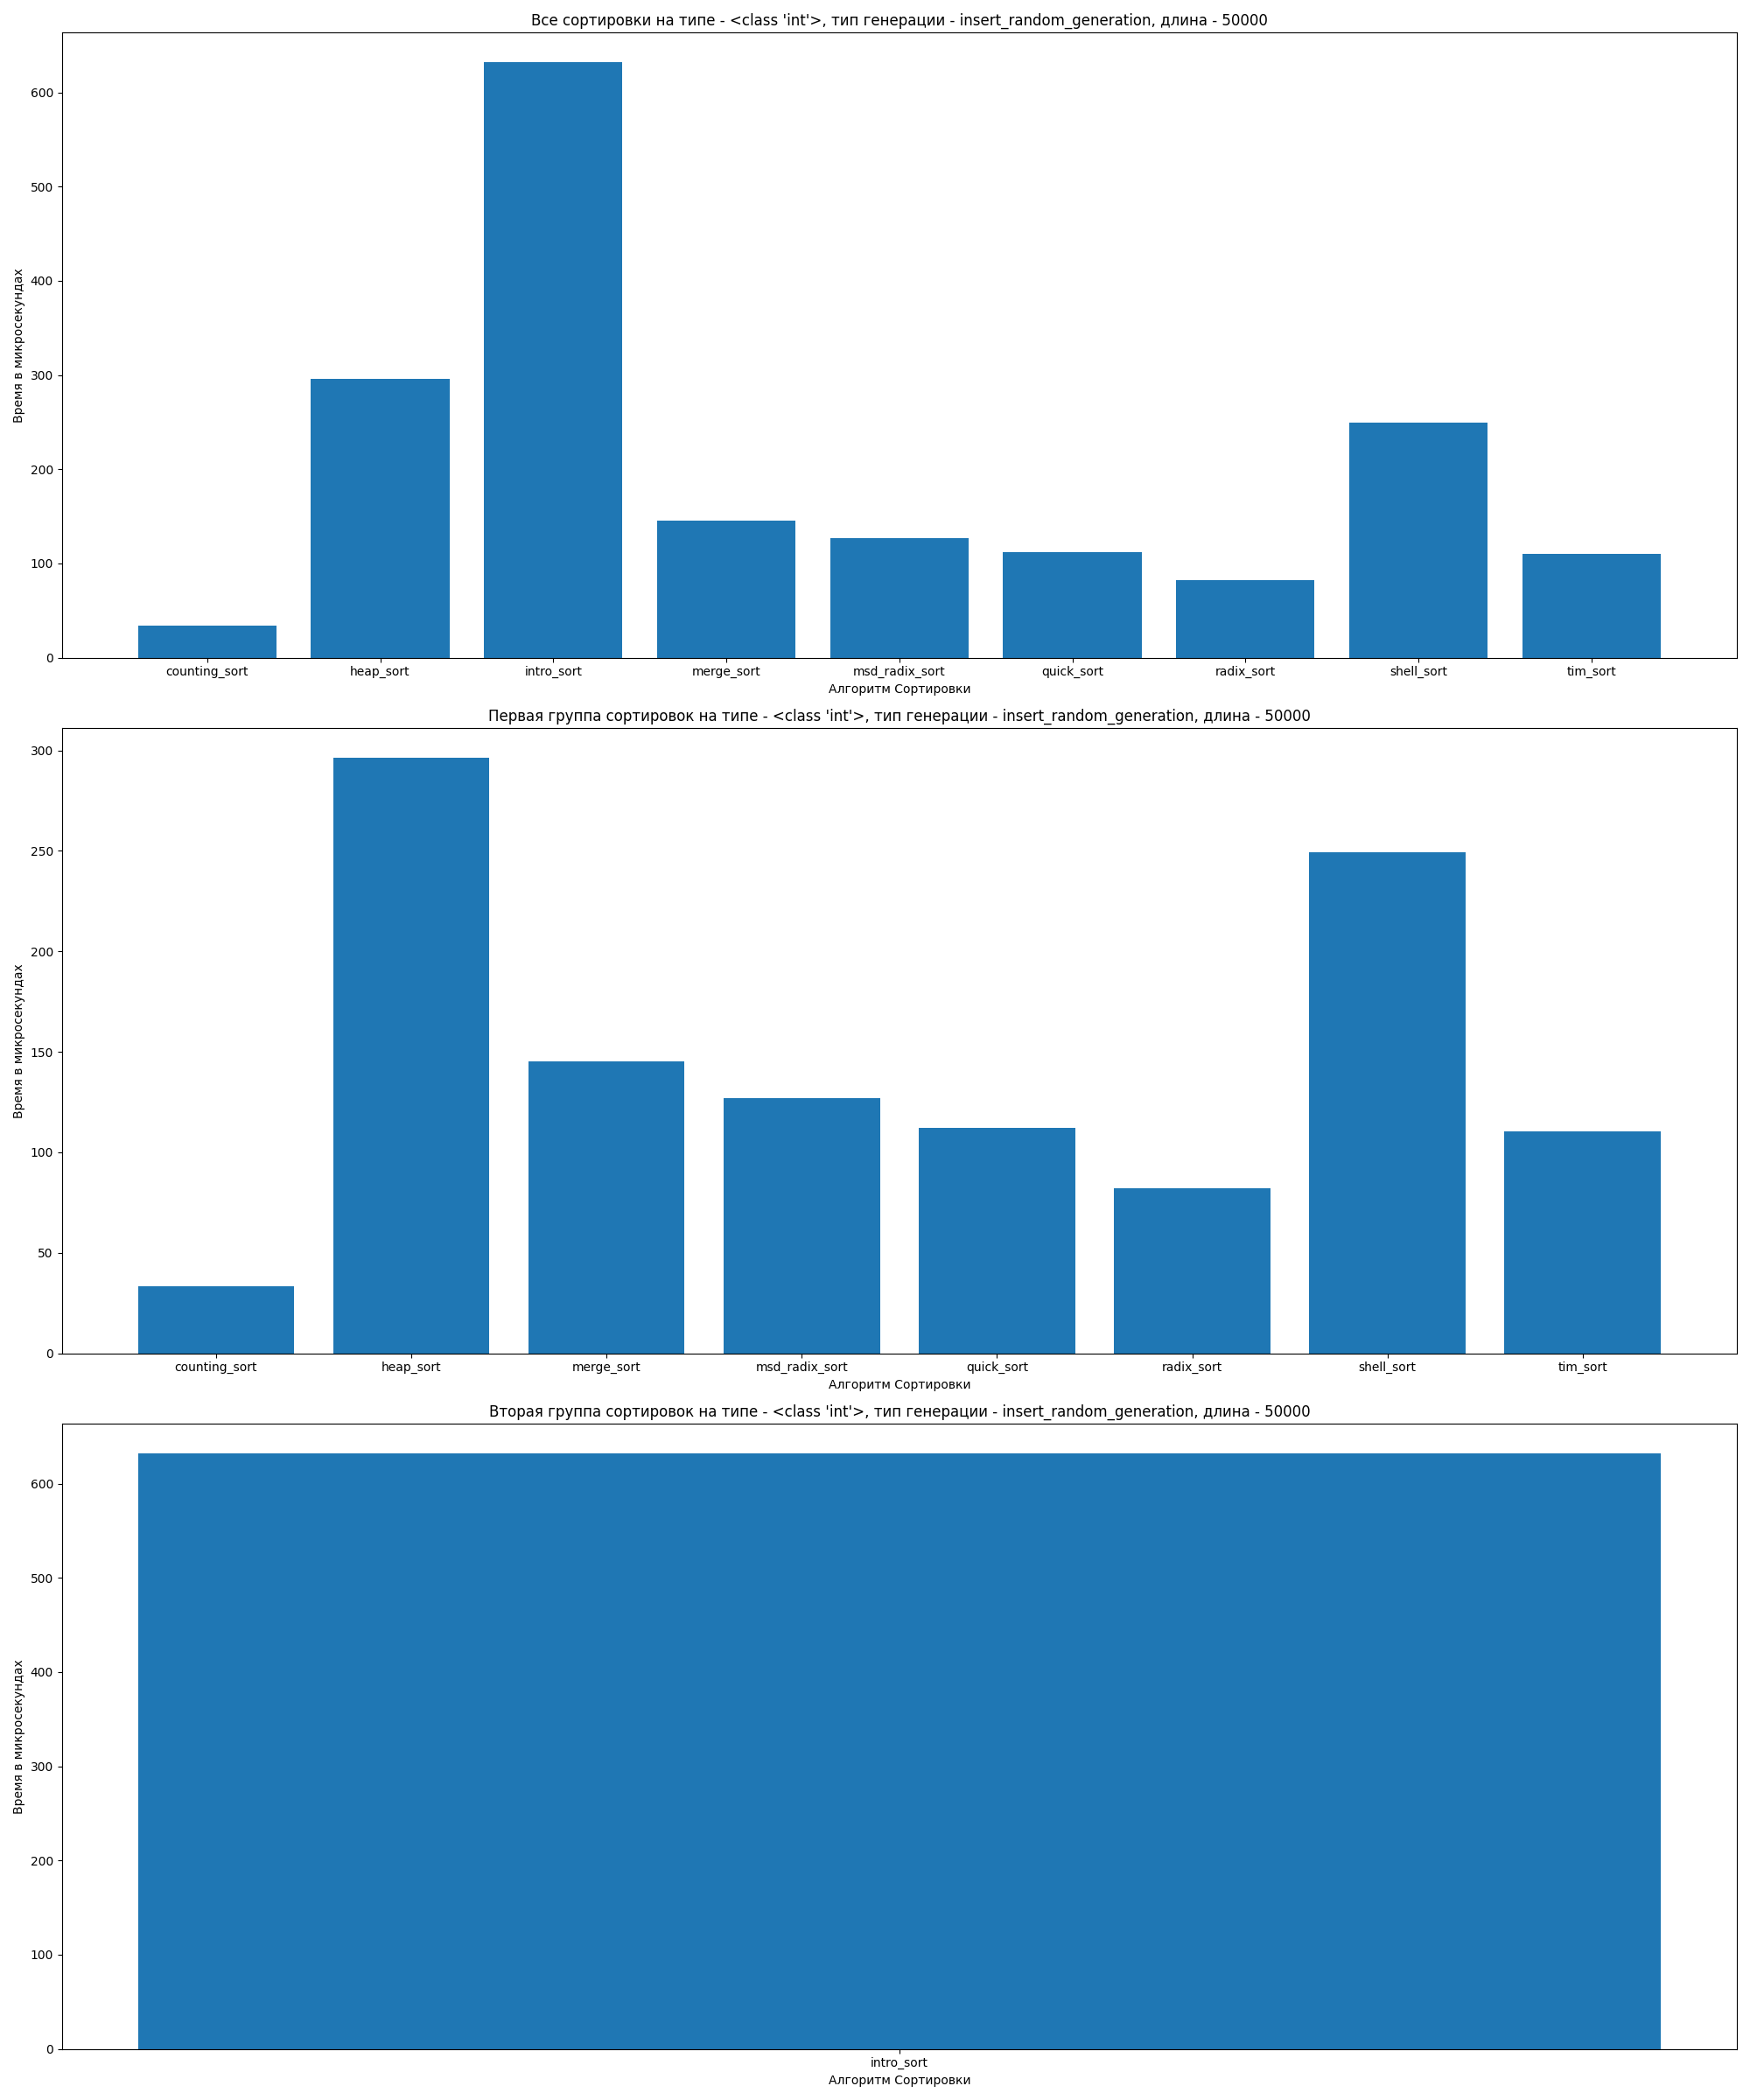 Все сортировки на типе - <class 'int'>, тип генерации - insert_random_generation, длина - 50000
Время в микросекундах
600
500
400
300
200
100
0
counting_sort heap_sort intro_sort merge_sort msd_radix_sort quick_sort radix_sort shell_sort tim_sort
Алгоритм Сортировки
Первая группа сортировок на типе - <class 'int'>, тип генерации - insert_random_generation, длина - 50000
Время в микросекундах
300
250
200
150
100
50
0
counting_sort heap_sort merge_sort msd_radix_sort quick_sort radix_sort shell_sort tim_sort
Алгоритм Сортировки
Вторая группа сортировок на типе - <class 'int'>, тип генерации - insert_random_generation, длина - 50000
Время в микросекундах
600
500
400
300
200
100
0
intro_sort
Алгоритм Сортировки